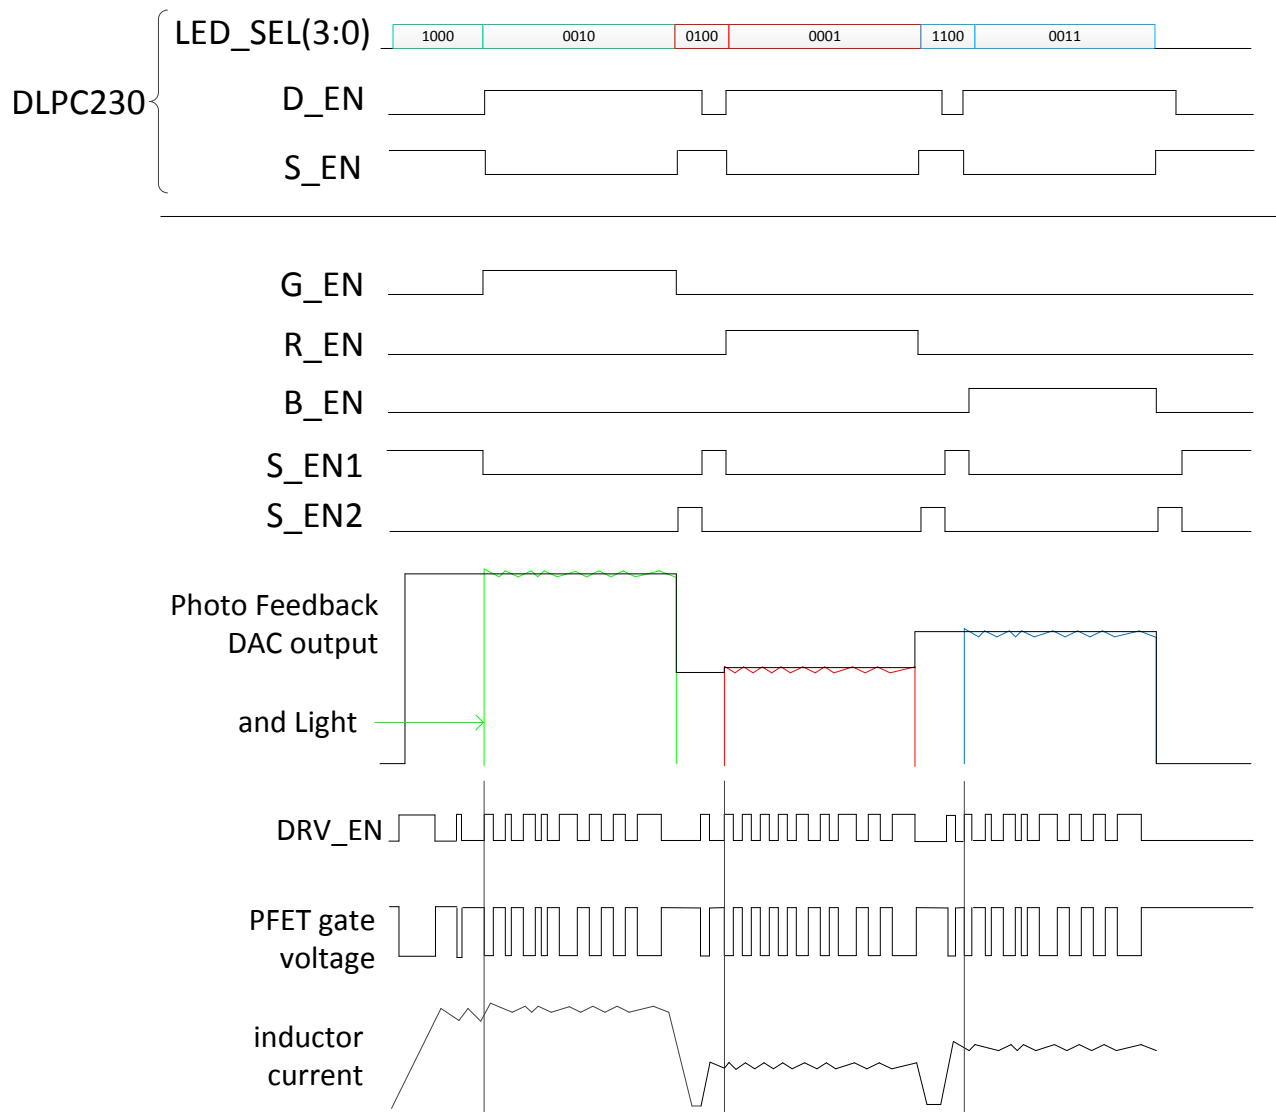 LED_SEL(3:0)
1000 0010 0100 0001 1100 0011
DLPC230
D_EN
S_EN
G_EN
R_EN
B_EN
S_EN1
S_EN2
Photo Feedback
DAC output
and Light
DRV_EN
PFET gate
voltage
inductor
current